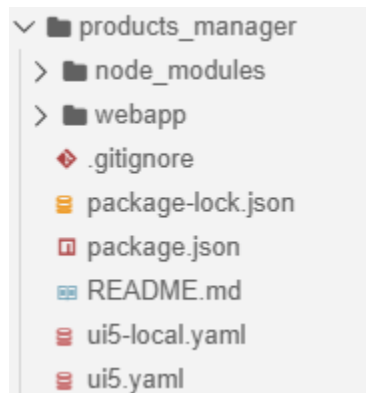 products_manager
node_modules
webapp
.gitignore
package-lock.json
package.json
README.md
ui5-local.yaml
ui5.yaml